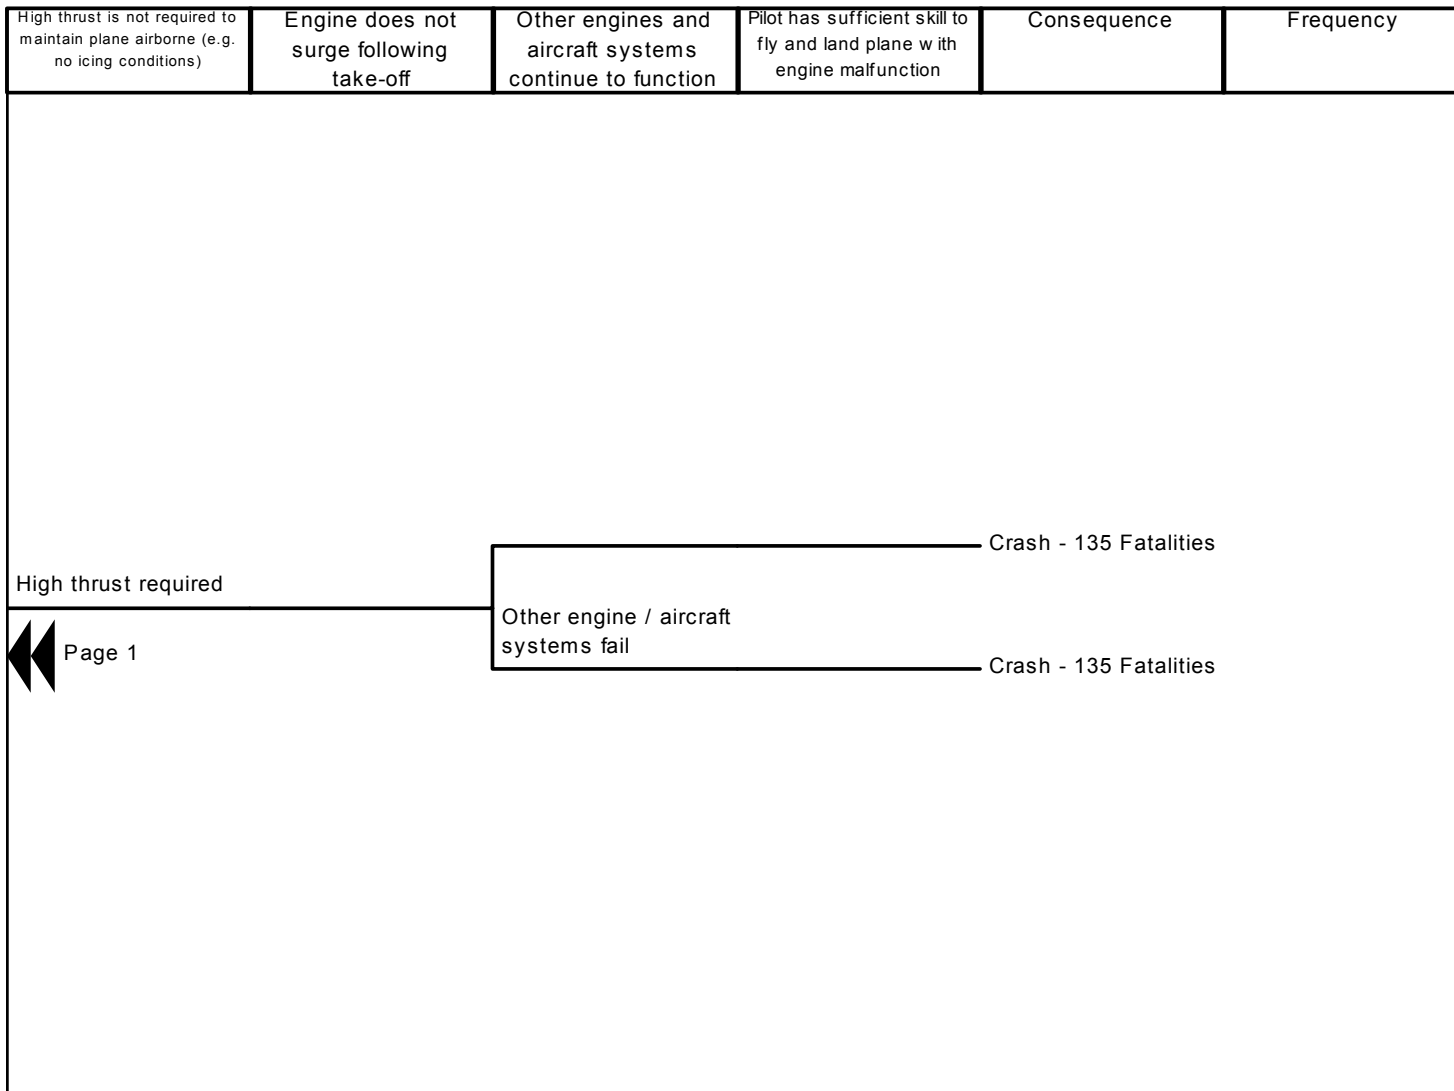 High thrust is not required to
maintain plane airborne (e.g.
no icing conditions)
Engine does not
surge following
take-off
Other engines and
aircraft systems
continue to function
Pilot has sufficient skill to
fly and land plane with
engine malfunction
Consequence
Frequency
Crash - 135 Fatalities
High thrust required
Other engine / aircraft
systems fail
Page 1
Crash - 135 Fatalities